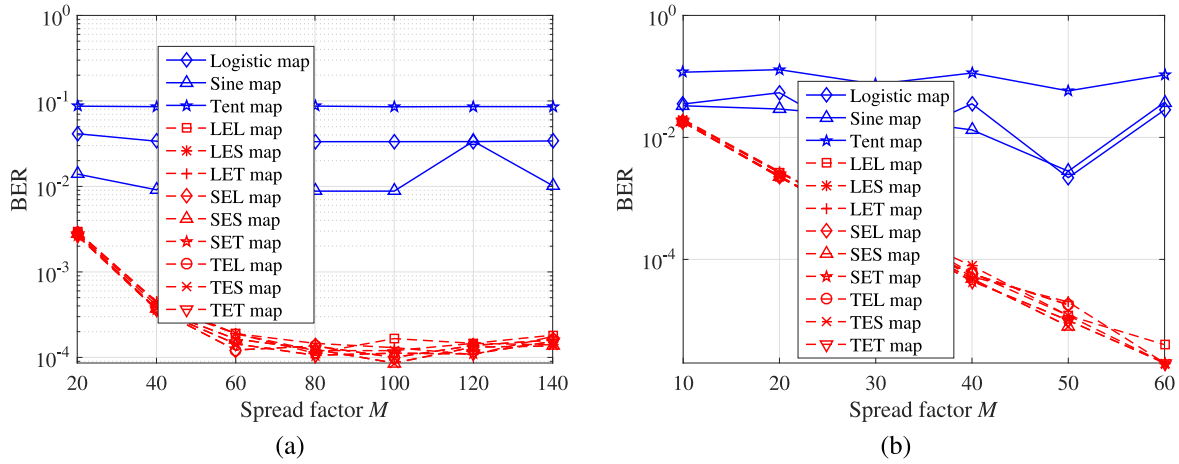 10^0
10^-1
10^-2
10^-3
10^-4
BER
20 40 60 80 100 120 140
Spread factor M
Logistic map
Sine map
Tent map
LEL map
LES map
LET map
SEL map
SES map
SET map
TEL map
TES map
TET map
(a)
10^0
10^-2
10^-4
BER
10 20 30 40 50 60
Spread factor M
Logistic map
Sine map
Tent map
LEL map
LES map
LET map
SEL map
SES map
SET map
TEL map
TES map
TET map
(b)